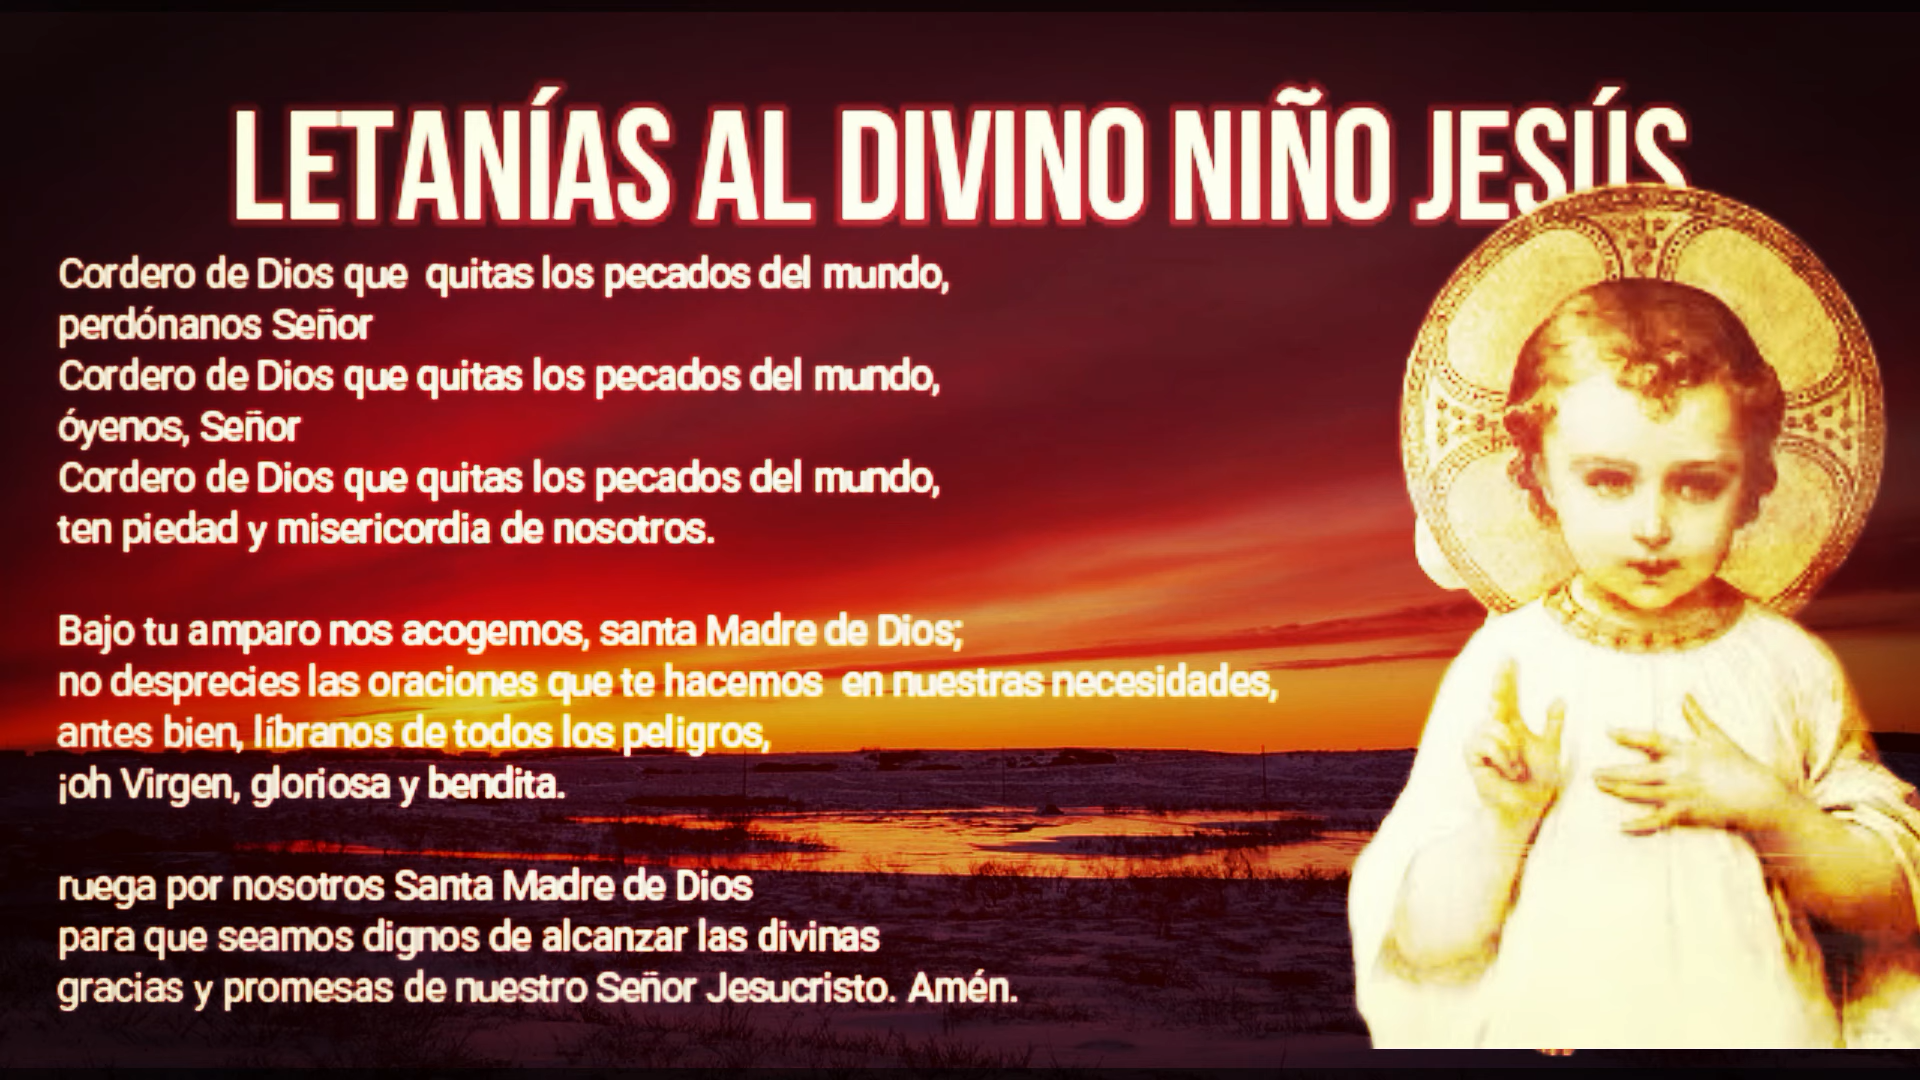 LETANÍAS AL DIVINO NIÑO JESÚS
Cordero de Dios que quitas los pecados del mundo,
perdónanos Señor
Cordero de Dios que quitas los pecados del mundo,
óyenos, Señor
Cordero de Dios que quitas los pecados del mundo,
ten piedad y misericordia de nosotros.
Bajo tu amparo nos acogemos, santa Madre de Dios;
no desprecies las oraciones que te hacemos en nuestras necesidades,
antes bien, líbranos de todos los peligros,
¡oh Virgen, gloriosa y bendita.
ruega por nosotros Santa Madre de Dios
para que seamos dignos de alcanzar las divinas
gracias y promesas de nuestro Señor Jesucristo. Amén.